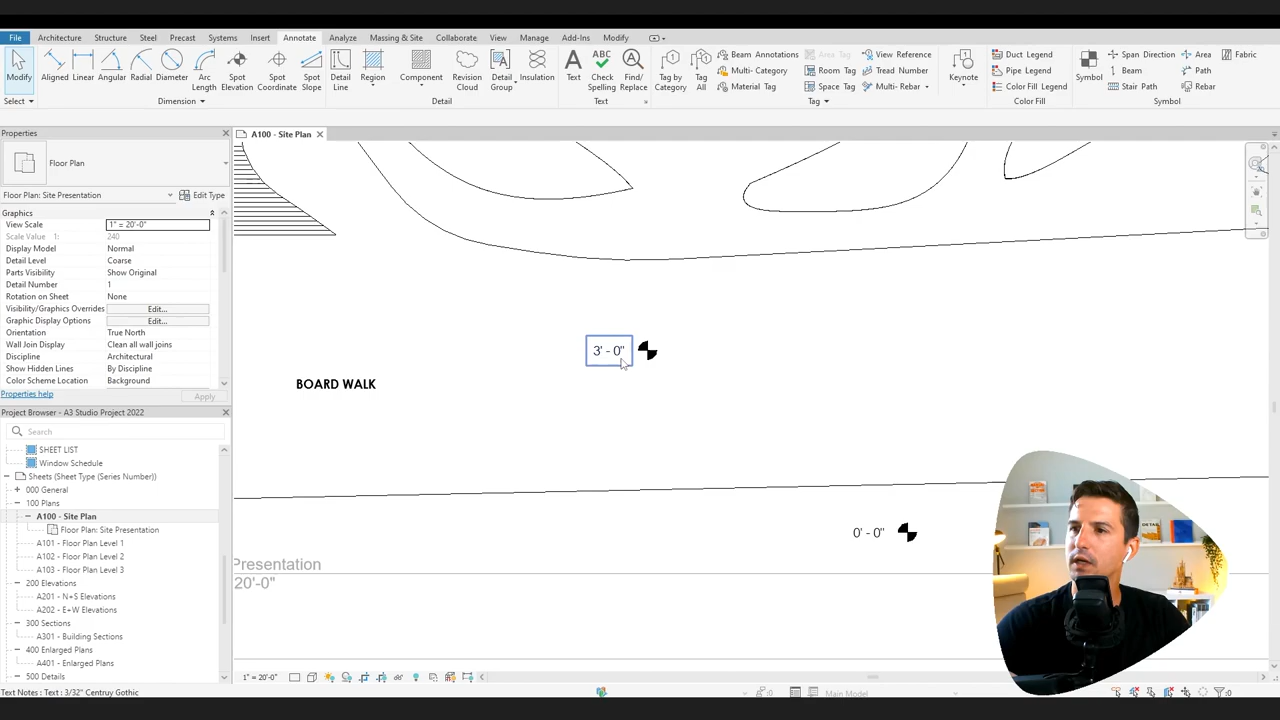 File Architecture Structure Steel Precast Systems Insert Annotate Analyze Massing & Site Collaborate View Manage Add-Ins Modify
Modify Aligned Linear Angular Radial Diameter Arc Length Spot Elevation Spot Coordinate Spot Slope Detail Line Region Component Revision Cloud Detail Group Insulation Text ABC Check Spelling Find/ Replace Tag by Category Tag All Beam Annotations Area Tag View Reference Keynote Duct Legend Symbol Span Direction Area Fabric
Multi-Category Room Tag Tread Number Pipe Legend Beam Path
Material Tag Space Tag Multi-Rebar Color Fill Legend Stair Path Rebar
Select Dimension Detail Text Tag Color Fill Symbol
Properties
A100 - Site Plan
Floor Plan
Floor Plan: Site Presentation Edit Type
Graphics
View Scale 1" = 20'-0"
Scale Value 1: 240
Display Model Normal
Detail Level Coarse
Parts Visibility Show Original
Detail Number 1
Rotation on Sheet None
Visibility/Graphics Overrides Edit...
Graphic Display Options Edit...
Orientation True North
Wall Join Display Clean all wall joins
Discipline Architectural
Show Hidden Lines By Discipline
Color Scheme Location Background
Properties help Apply
Project Browser - A3 Studio Project 2022
Search
SHEET LIST
Window Schedule
Sheets (Sheet Type (Series Number))
000 General
100 Plans
A100 - Site Plan
Floor Plan: Site Presentation
A101 - Floor Plan Level 1
A102 - Floor Plan Level 2
A103 - Floor Plan Level 3
200 Elevations
A201 - N+S Elevations
A202 - E+W Elevations
300 Sections
A301 - Building Sections
400 Enlarged Plans
A401 - Enlarged Plans
500 Details
3' - 0"
BOARD WALK
0' - 0"
Presentation
20'-0"
1" = 20'-0"
Text Notes : Text : 3/32" Centruy Gothic
:0
Main Model
:0